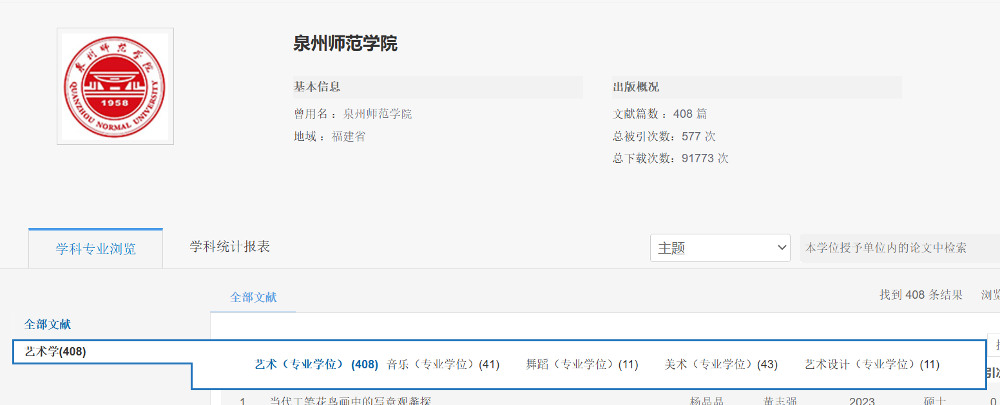 泉州师范学院
QUANZHOU NORMAL UNIVERSITY
1958
泉州师范学院
基本信息
曾用名： 泉州师范学院
地域： 福建省
出版概况
文献篇数： 408 篇
总被引次数： 577 次
总下载次数： 91773 次
学科专业浏览
学科统计报表
主题
本学位授予单位内的论文中检索
全部文献
找到 408 条结果
浏览
全部文献
艺术学(408)
艺术（专业学位） (408) 音乐（专业学位）(41) 舞蹈（专业学位）(11) 美术（专业学位）(43) 艺术设计（专业学位）(11)
1 当代工笔花鸟画中的写意观蠡探 杨晶晶 黄志强 2023 硕士 0